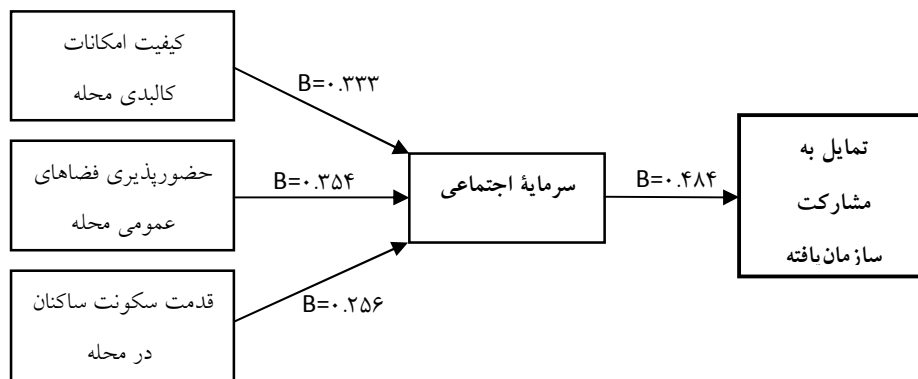 کیفیت امکانات
کالبدی محله
B=۰.۳۳۳
حضورپذیری فضاهای
عمومی محله
B=۰.۳۵۴
قدمت سکونت ساکنان
در محله
B=۰.۲۵۶
سرمایۀ اجتماعی
B=۰.۴۸۴
تمایل به
مشارکت
سازمان‌یافته